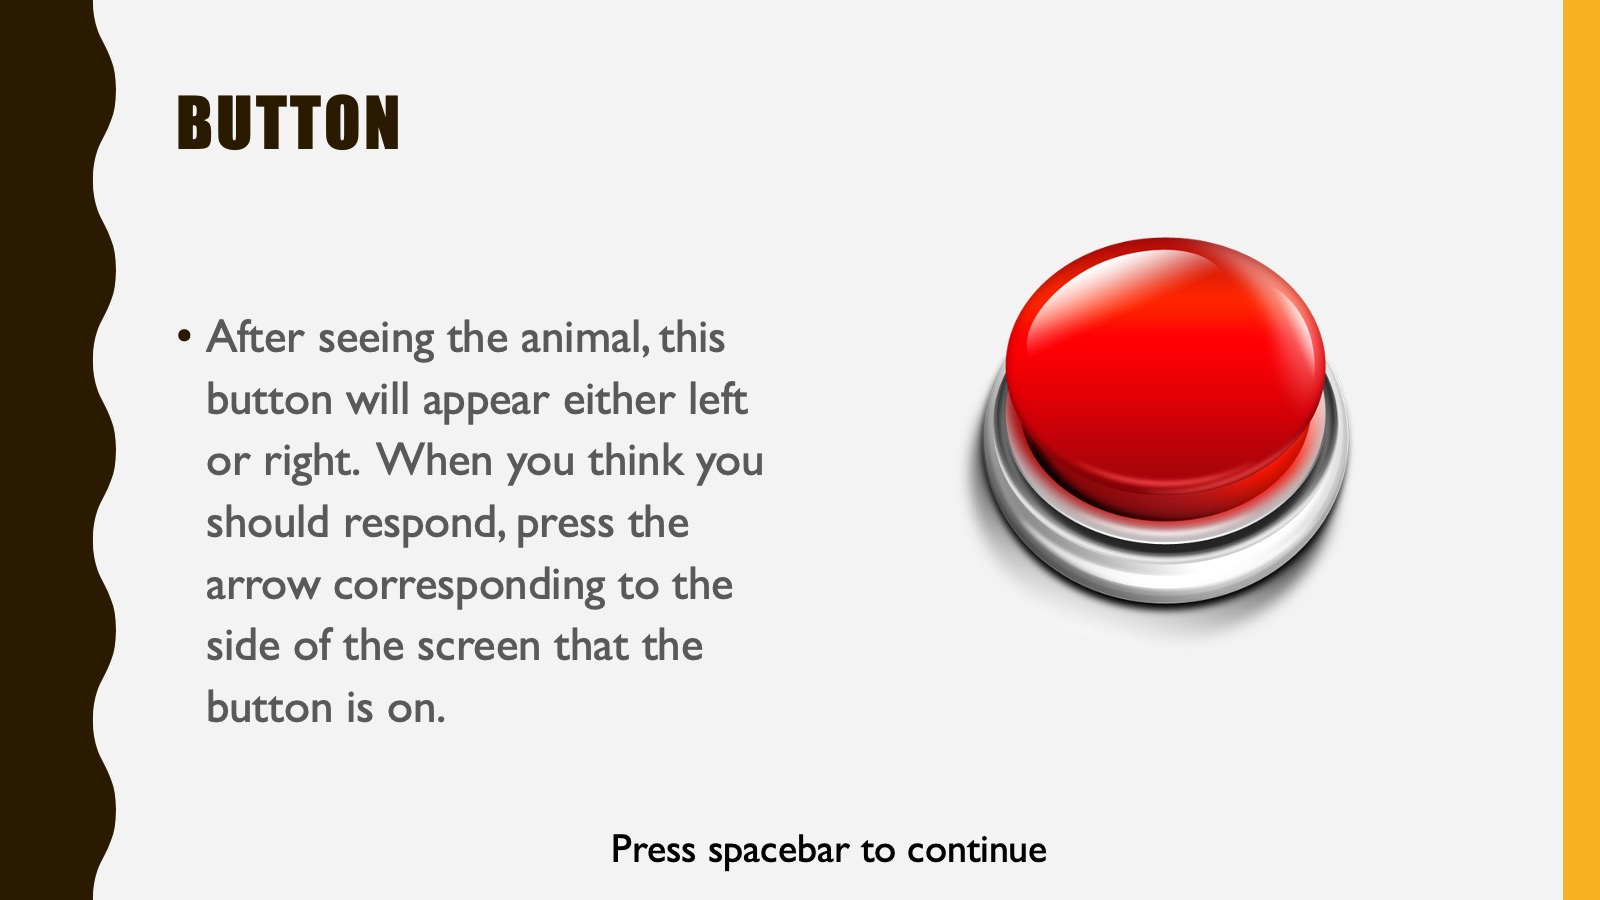 BUTTON
• After seeing the animal, this
button will appear either left
or right.  When you think you
should respond, press the
arrow corresponding to the
side of the screen that the
button is on.
Press spacebar to continue